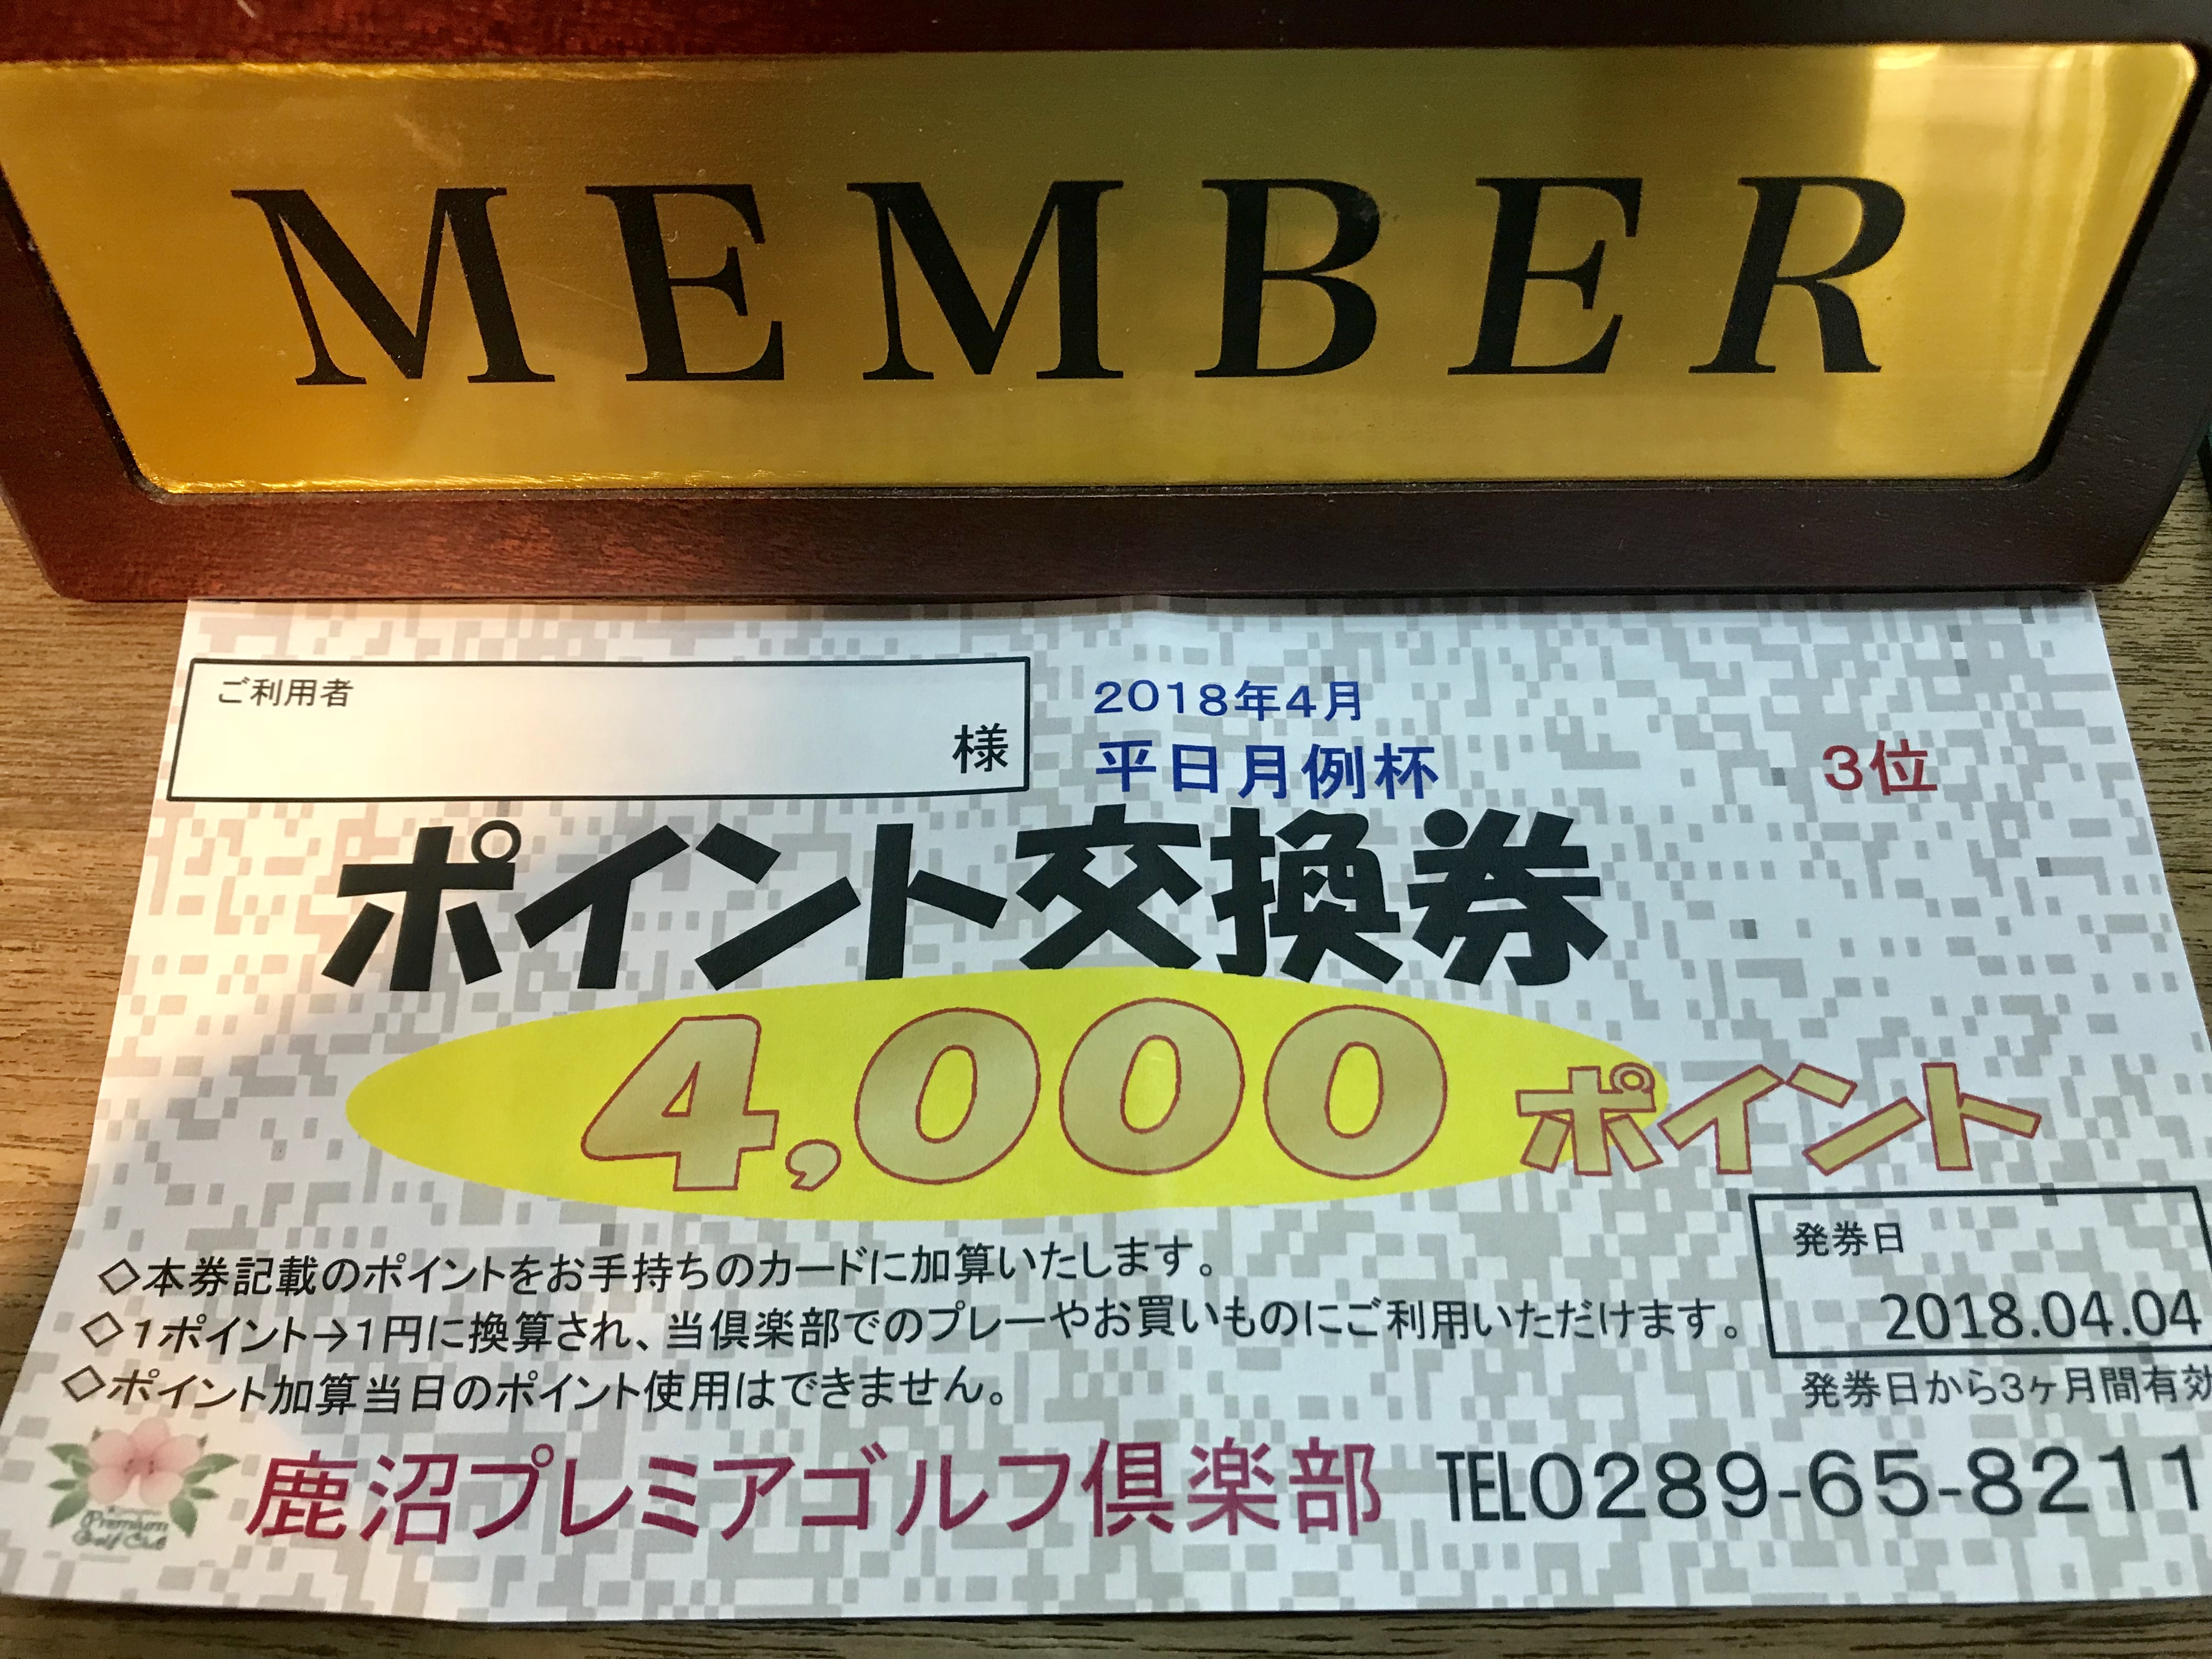 MEMBER
ご利用者
様
2018年4月
平日月例杯
3位
ポイント交換券
4,000 ポイント
◇本券記載のポイントをお手持ちのカードに加算いたします。
◇1ポイント→1円に換算され、当倶楽部でのプレーやお買いものにご利用いただけます。
◇ポイント加算当日のポイント使用はできません。
発券日
2018.04.04
発券日から3ヶ月間有効
Premium
Golf Club
鹿沼プレミアゴルフ倶楽部 TEL0289-65-8211